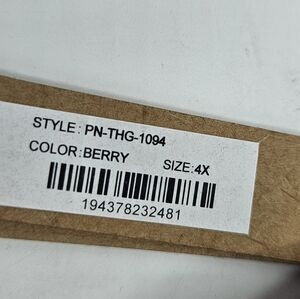 STYLE: PN-THG-1094
COLOR: BERRY SIZE: 4X
194378232481